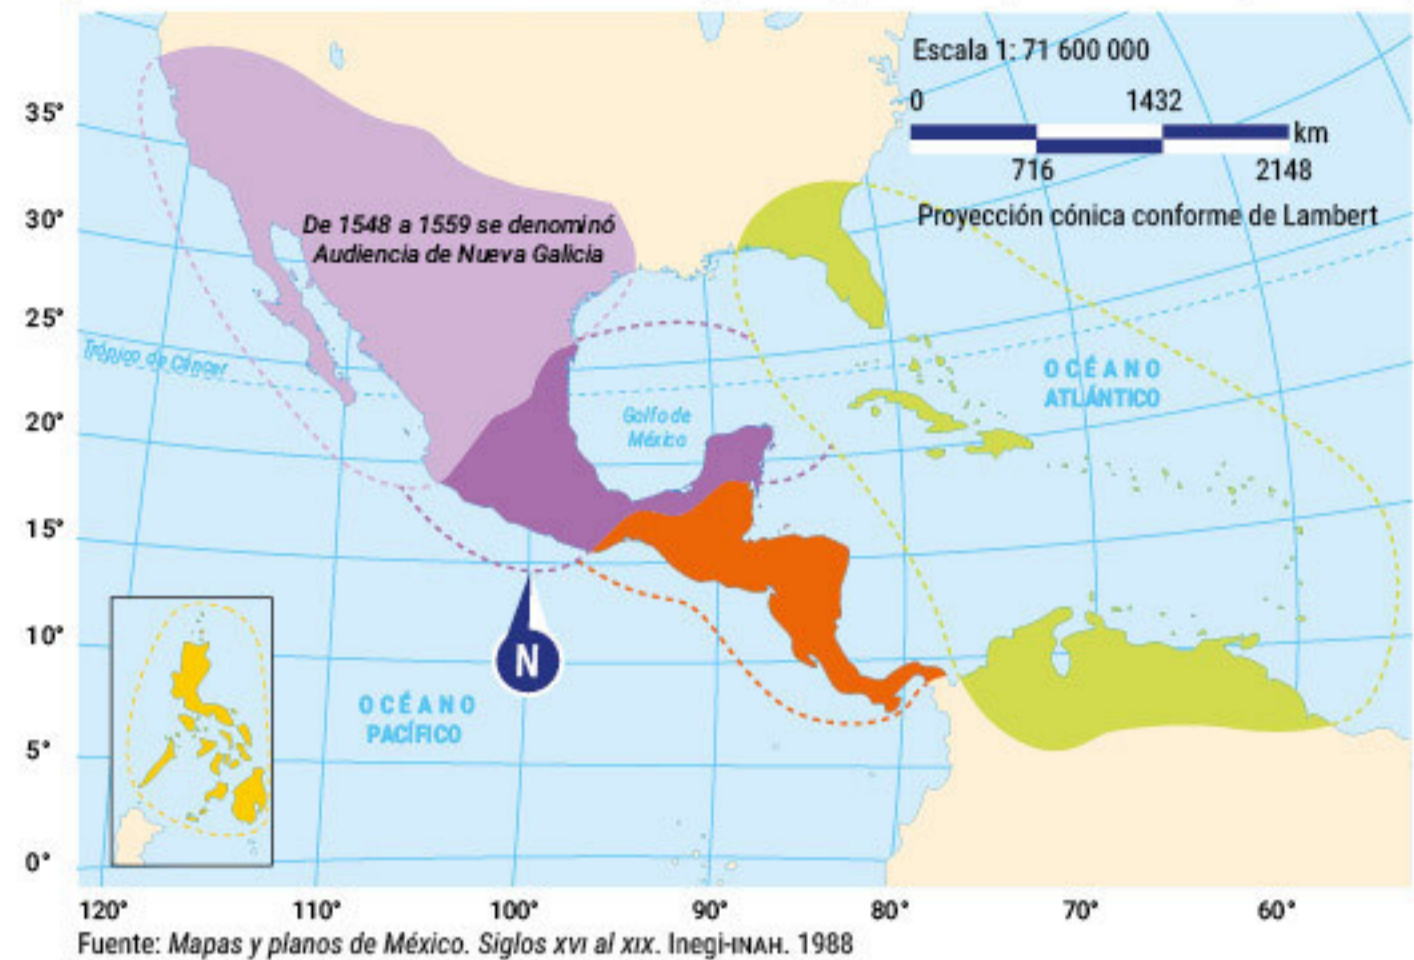 Escala 1: 71 600 000
0 1432
km
716 2148
Proyección cónica conforme de Lambert
35°
30°
25°
20°
15°
10°
5°
0°
De 1548 a 1559 se denominó
Audiencia de Nueva Galicia
Trópico de Cáncer
Golfo de
México
OCÉANO
ATLÁNTICO
N
OCÉANO
PACÍFICO
120° 110° 100° 90° 80° 70° 60°
Fuente: Mapas y planos de México. Siglos XVI al XIX. Inegi-INAH. 1988